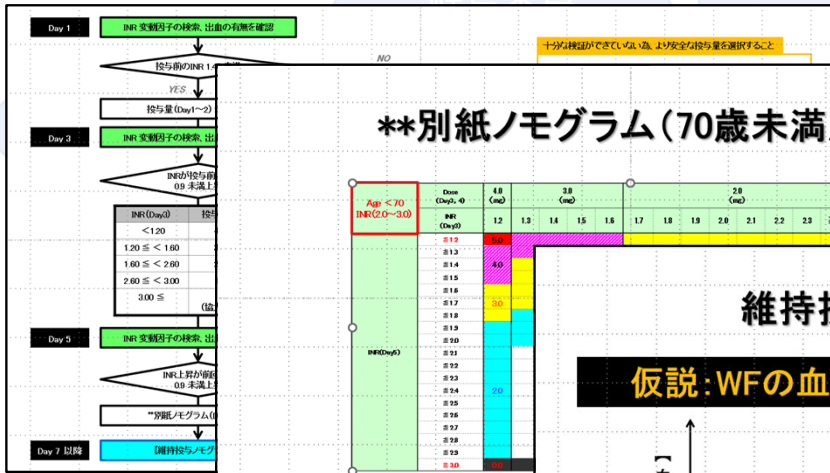 Day 1
INR 変動因子の検索、出血の有無を確認
十分な検証ができていない為、より安全な投与量を選択すること
投与前のINR 1.4
NO
YES
投与量(Day1～2)
Day 3
INR 変動因子の検索、出
INRが投与前
0.9 未満上昇
INR(Day3)
<1.20
1.20 ≦ < 1.60
1.60 ≦ < 2.60
2.60 ≦ < 3.00
3.00 ≦
Day 5
INR 変動因子の検索、出
INR上昇が前回
0.9 未満上昇
**別紙ノモグラム(
Day 7 以降
【維持投与ノモグ
**別紙ノモグラム(70歳未満
Age <70
INR(2.0～3.0)
Dose
(Day3, 4)
4.0
(mg)
3.0
(mg)
2.0
(mg)
INR
(Day3)
1.2 1.3 1.4 1.5 1.6 1.7 1.8 1.9 2.0 2.1 2.2 2.3
INR(Day5)
≦1.2 5.0
≦1.3
≦1.4 4.0
≦1.5
≦1.6
≦1.7 3.0
≦1.8
≦1.9
≦2.0
≦2.1
≦2.2
≦2.3
≦2.4 2.0
≦2.5
≦2.6
≦2.7
≦2.8
≦2.9
≦3.0 0.0
維持投
仮説:WFの血